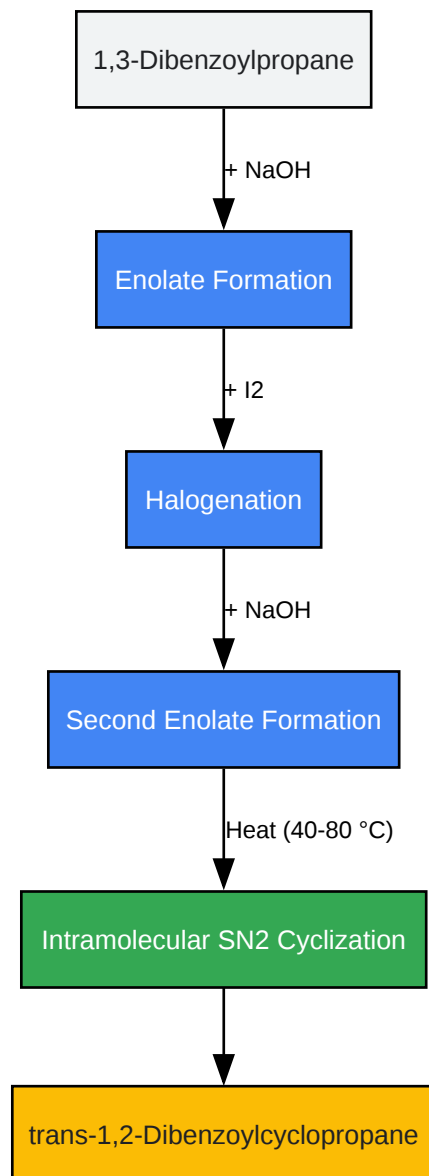 1,3-Dibenzoylpropane
+ NaOH
Enolate Formation
+ I2
Halogenation
+ NaOH
Second Enolate Formation
Heat (40-80 °C)
Intramolecular SN2 Cyclization
trans-1,2-Dibenzoylcyclopropane